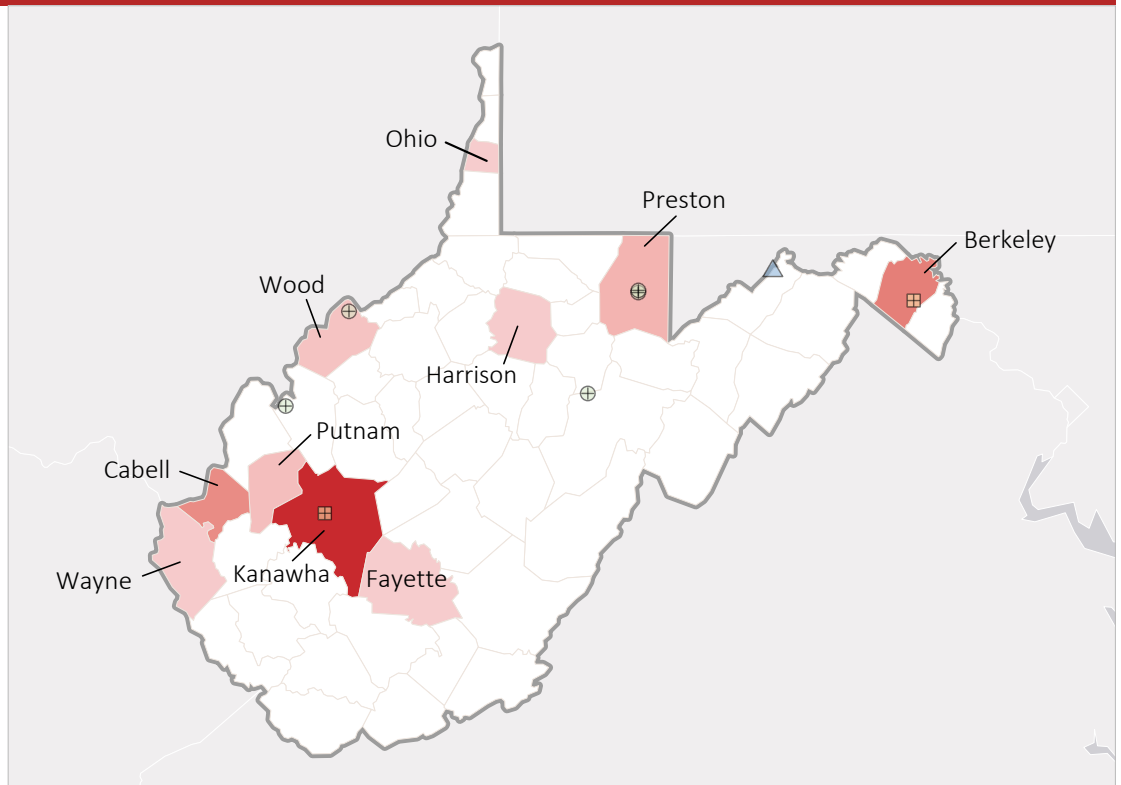 Ohio
Preston
Berkeley
Wood
Harrison
Putnam
Cabell
Kanawha
Fayette
Wayne